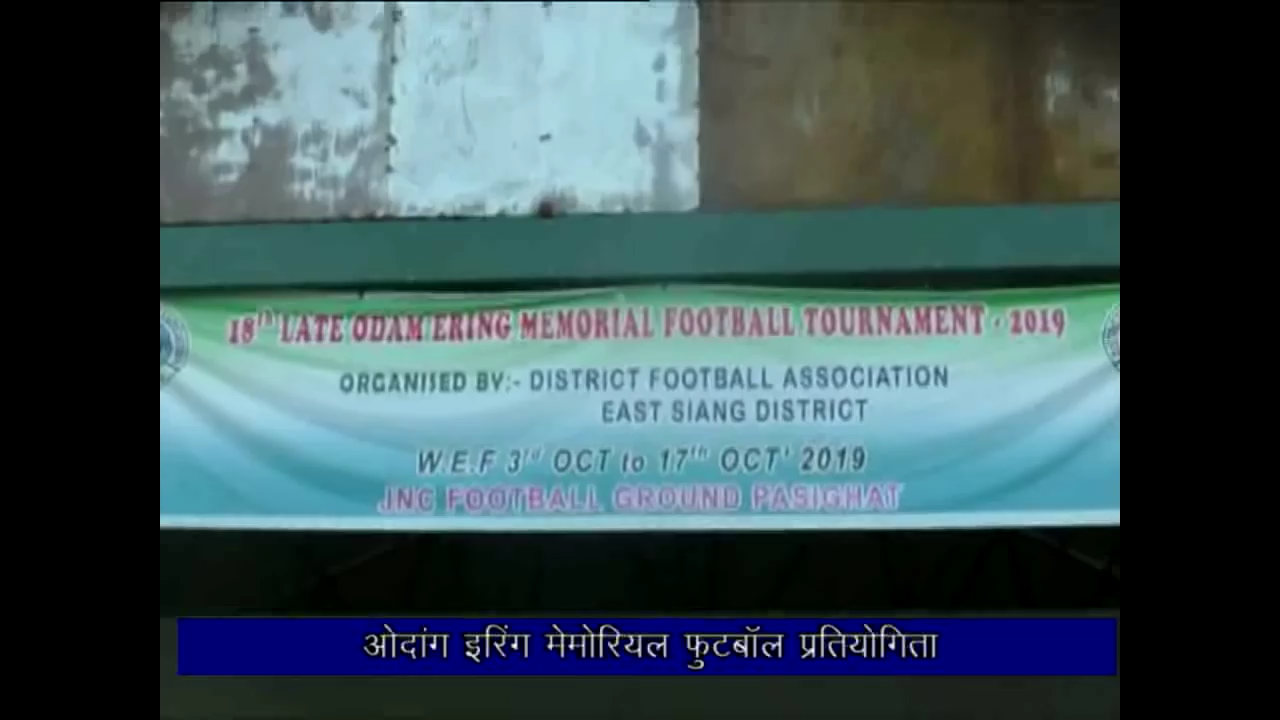 18th LATE ODAM ERING MEMORIAL FOOTBALL TOURNAMENT - 2019
ORGANISED BY:- DISTRICT FOOTBALL ASSOCIATION
EAST SIANG DISTRICT
W.E.F 3rd OCT to 17th OCT' 2019
JNC FOOTBALL GROUND PASIGHAT
ओदांग इरिंग मेमोरियल फुटबॉल प्रतियोगिता